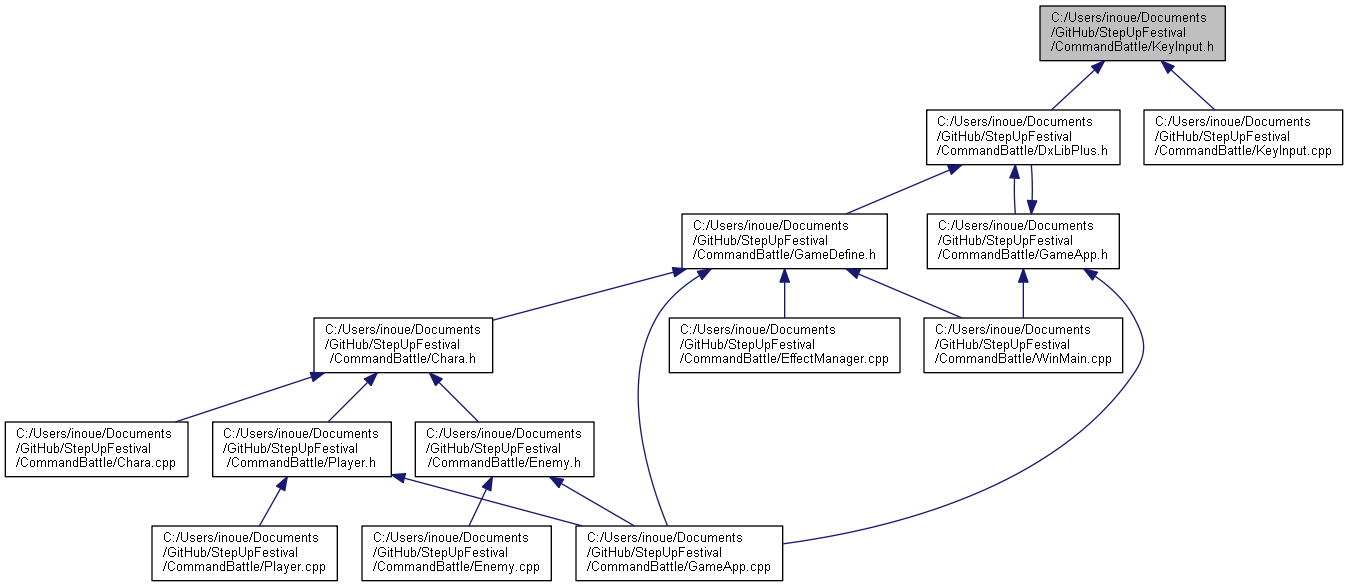 C:/Users/inoue/Documents
/GitHub/StepUpFestival
/CommandBattle/KeyInput.h
C:/Users/inoue/Documents
/GitHub/StepUpFestival
/CommandBattle/DxLibPlus.h
C:/Users/inoue/Documents
/GitHub/StepUpFestival
/CommandBattle/KeyInput.cpp
C:/Users/inoue/Documents
/GitHub/StepUpFestival
/CommandBattle/GameDefine.h
C:/Users/inoue/Documents
/GitHub/StepUpFestival
/CommandBattle/GameApp.h
C:/Users/inoue/Documents
/GitHub/StepUpFestival
/CommandBattle/Chara.h
C:/Users/inoue/Documents
/GitHub/StepUpFestival
/CommandBattle/EffectManager.cpp
C:/Users/inoue/Documents
/GitHub/StepUpFestival
/CommandBattle/WinMain.cpp
C:/Users/inoue/Documents
/GitHub/StepUpFestival
/CommandBattle/Chara.cpp
C:/Users/inoue/Documents
/GitHub/StepUpFestival
/CommandBattle/Player.h
C:/Users/inoue/Documents
/GitHub/StepUpFestival
/CommandBattle/Enemy.h
C:/Users/inoue/Documents
/GitHub/StepUpFestival
/CommandBattle/Player.cpp
C:/Users/inoue/Documents
/GitHub/StepUpFestival
/CommandBattle/Enemy.cpp
C:/Users/inoue/Documents
/GitHub/StepUpFestival
/CommandBattle/GameApp.cpp